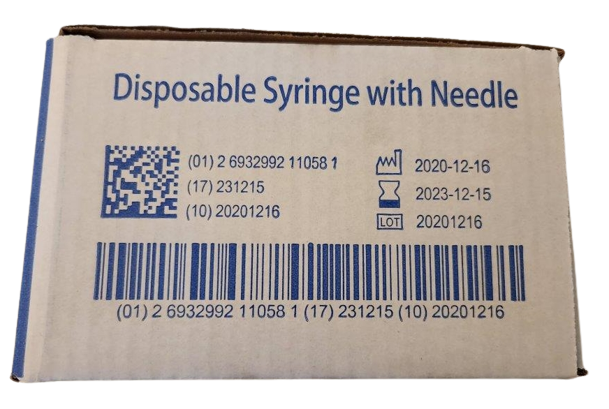 Disposable Syringe with Needle
(01) 2 6932992 11058 1
(17) 231215
(10) 20201216
2020-12-16
2023-12-15
LOT 20201216
(01) 2 6932992 11058 1 (17) 231215 (10) 20201216